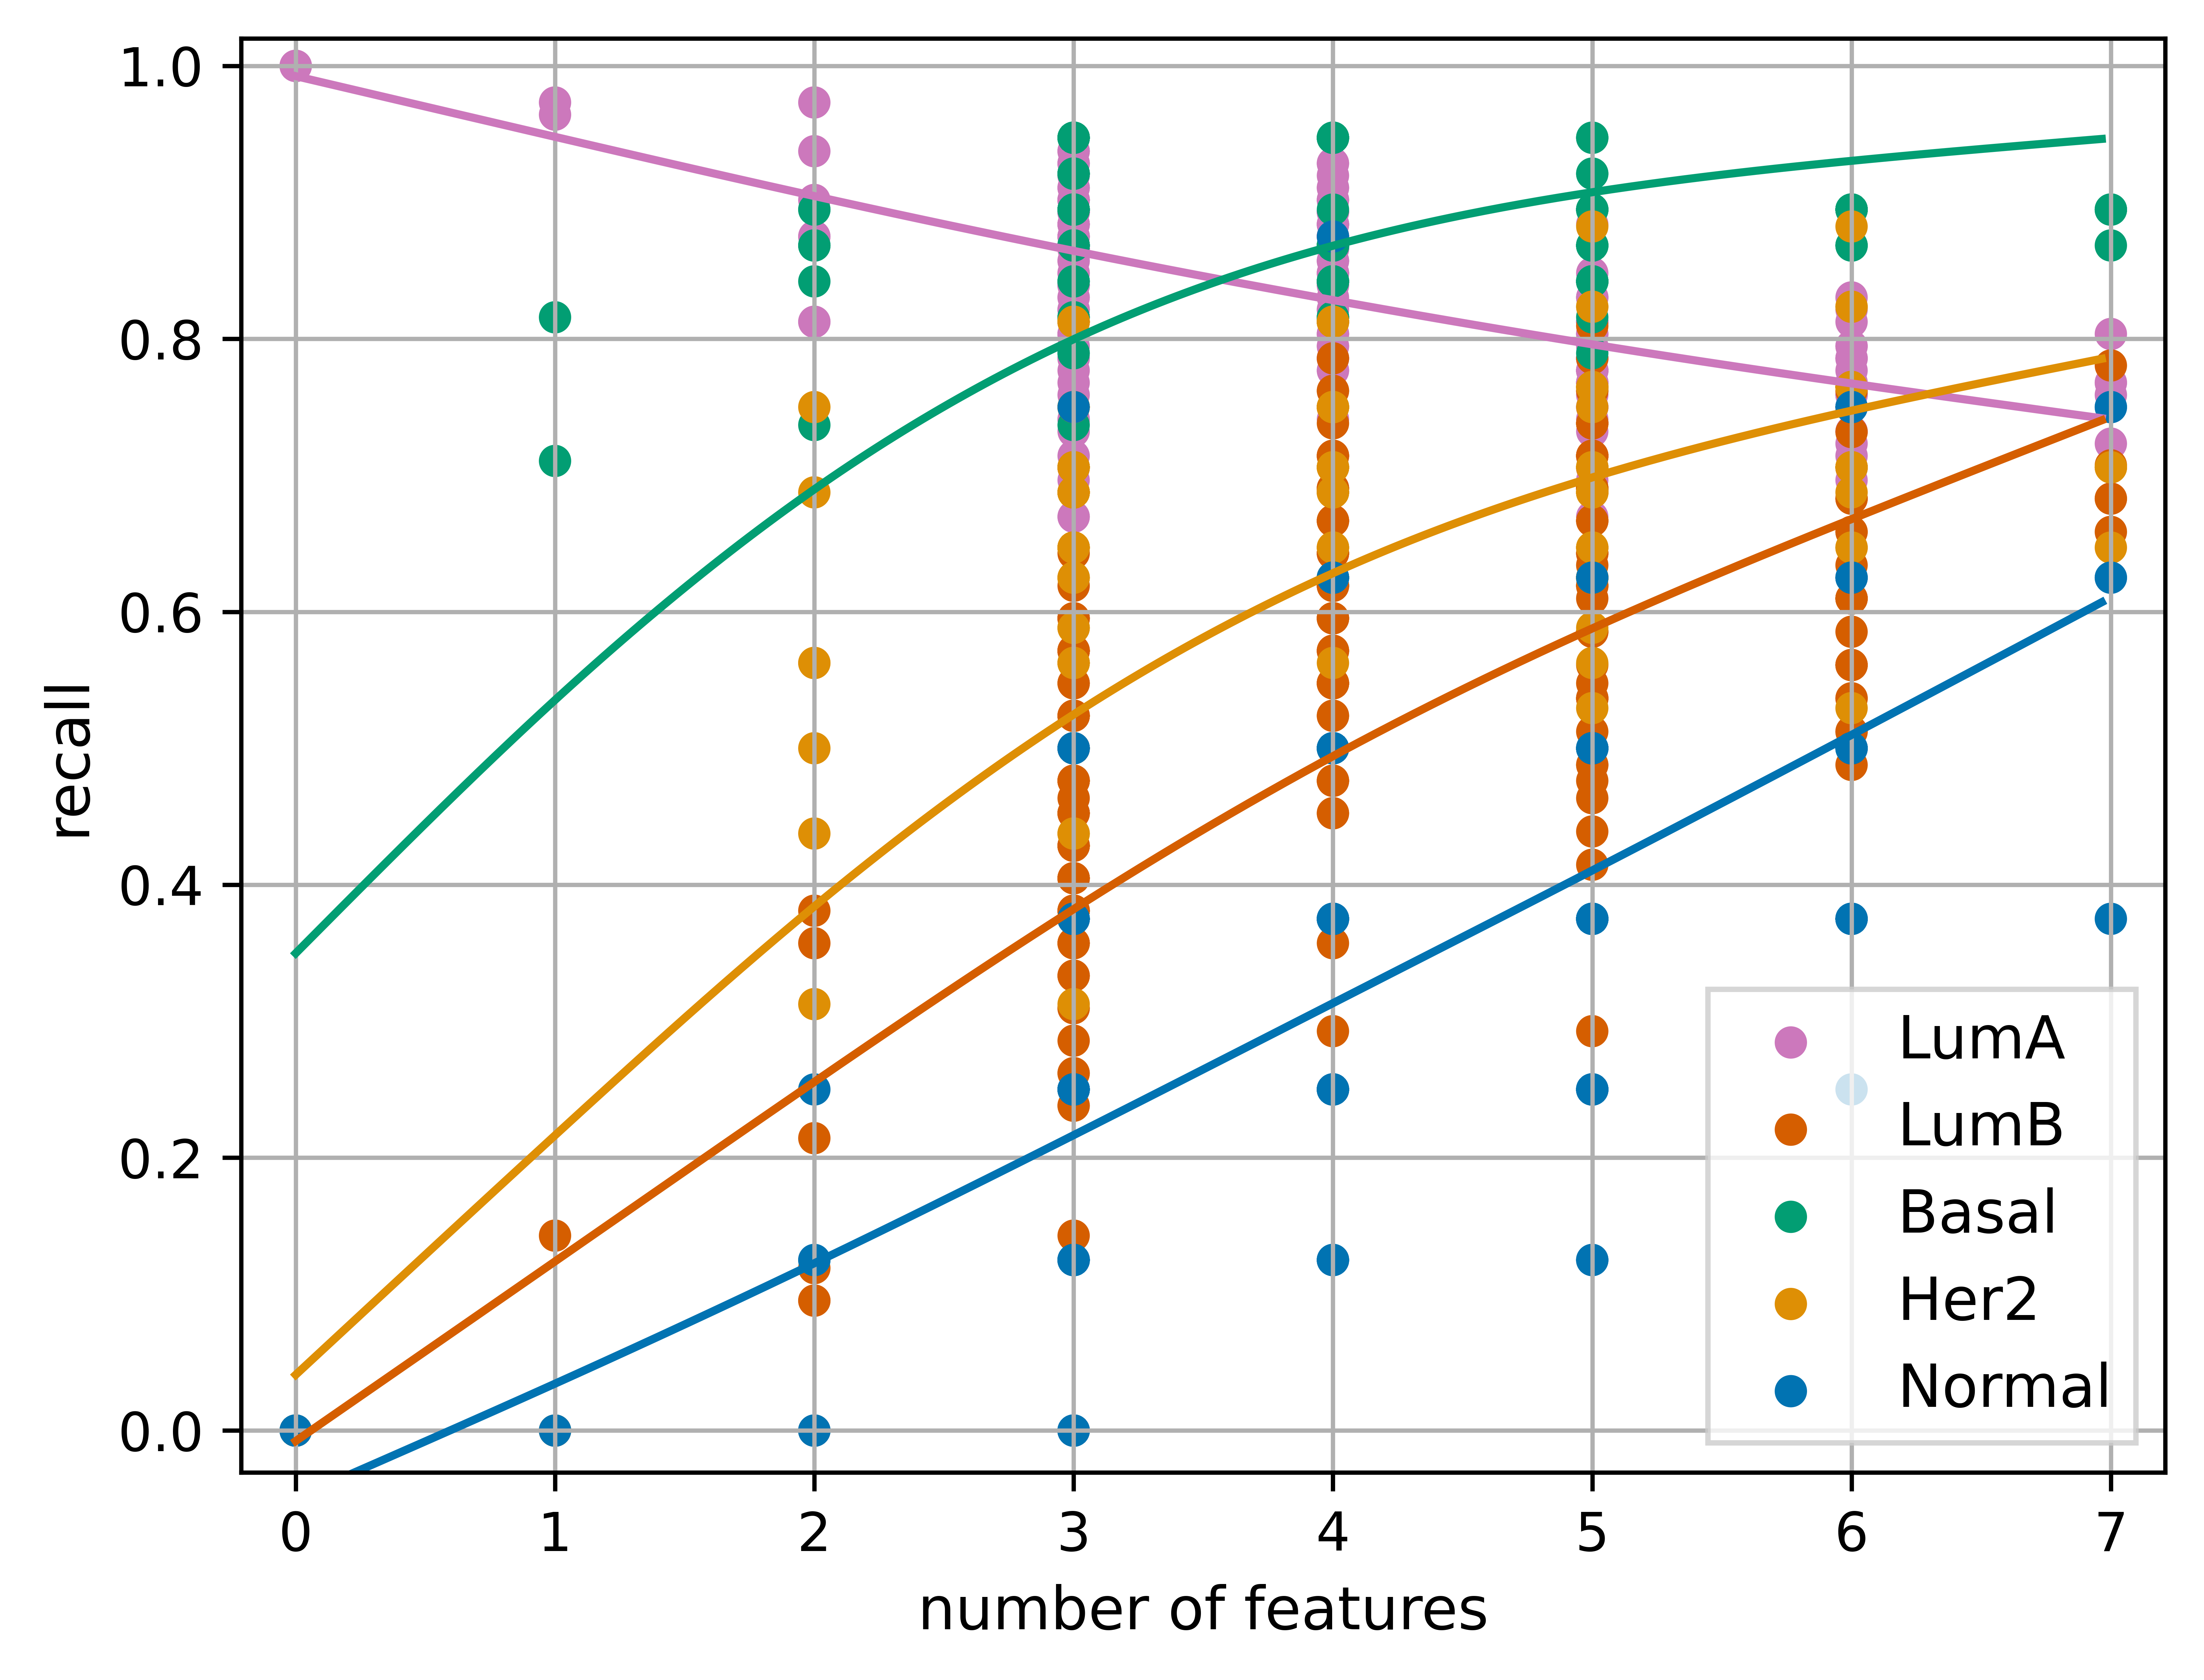 1.0
0.8
0.6
0.4
0.2
0.0
recall
0 1 2 3 4 5 6 7
number of features
LumA
LumB
Basal
Her2
Normal